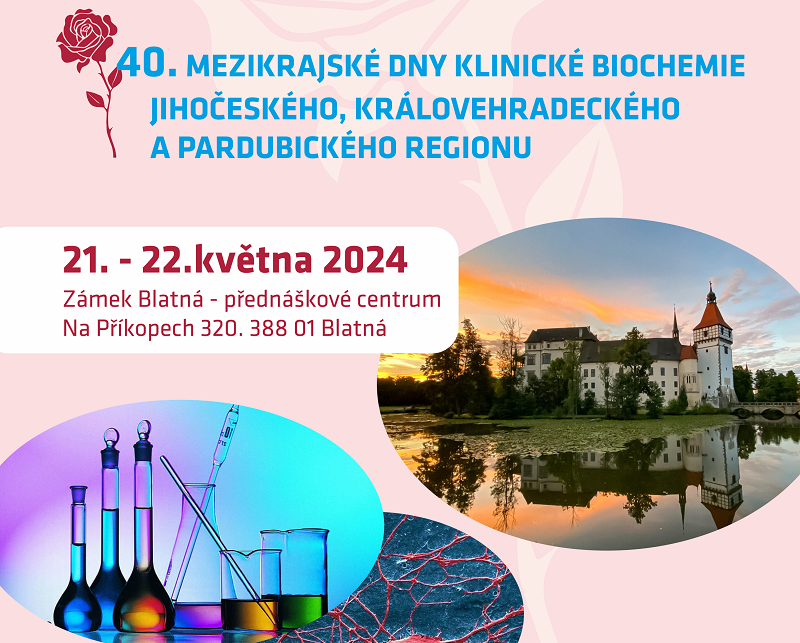 40. MEZIKRAJSKÉ DNY KLINICKÉ BIOCHEMIE
JIHOČESKÉHO, KRÁLOVEHRADECKÉHO
A PARDUBICKÉHO REGIONU
21. - 22.května 2024
Zámek Blatná - přednáškové centrum
Na Příkopech 320. 388 01 Blatná